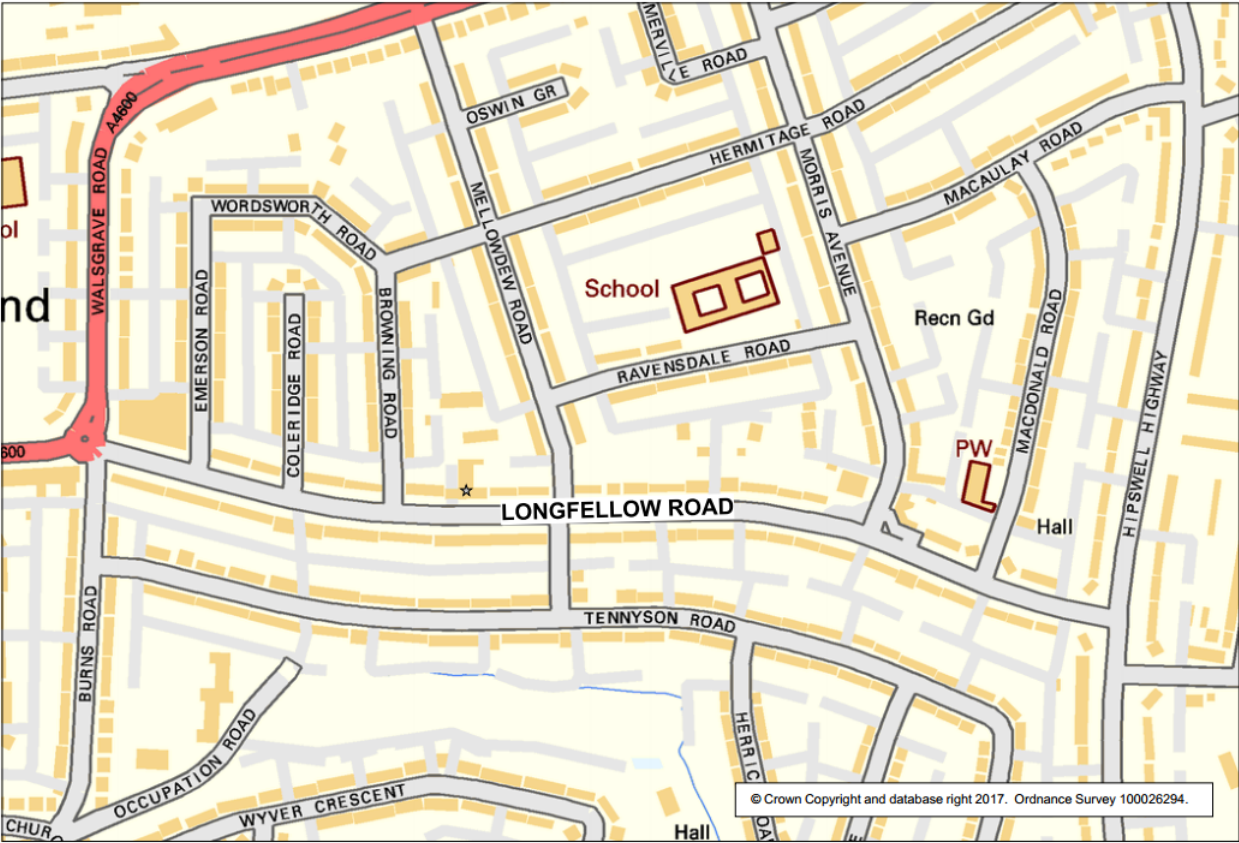 MERVILLE ROAD
A4600
OSWIN GR
HERMITAGE ROAD
MACAULAY ROAD
WALSGRAVE ROAD
MORRIS AVENUE
ol
WORDSWORTH ROAD
MELLOWDEW ROAD
nd
School
EMERSON ROAD
BROWNING ROAD
Recn Gd
COLERIDGE ROAD
RAVENSDALE ROAD
MACDONALD ROAD
HIPSWELL HIGHWAY
600
PW
☆
LONGFELLOW ROAD
Hall
BURNS ROAD
TENNYSON ROAD
OCCUPATION ROAD
HERRIC
OA
WYVER CRESCENT
© Crown Copyright and database right 2017. Ordnance Survey 100026294.
CHURC
Hall
E